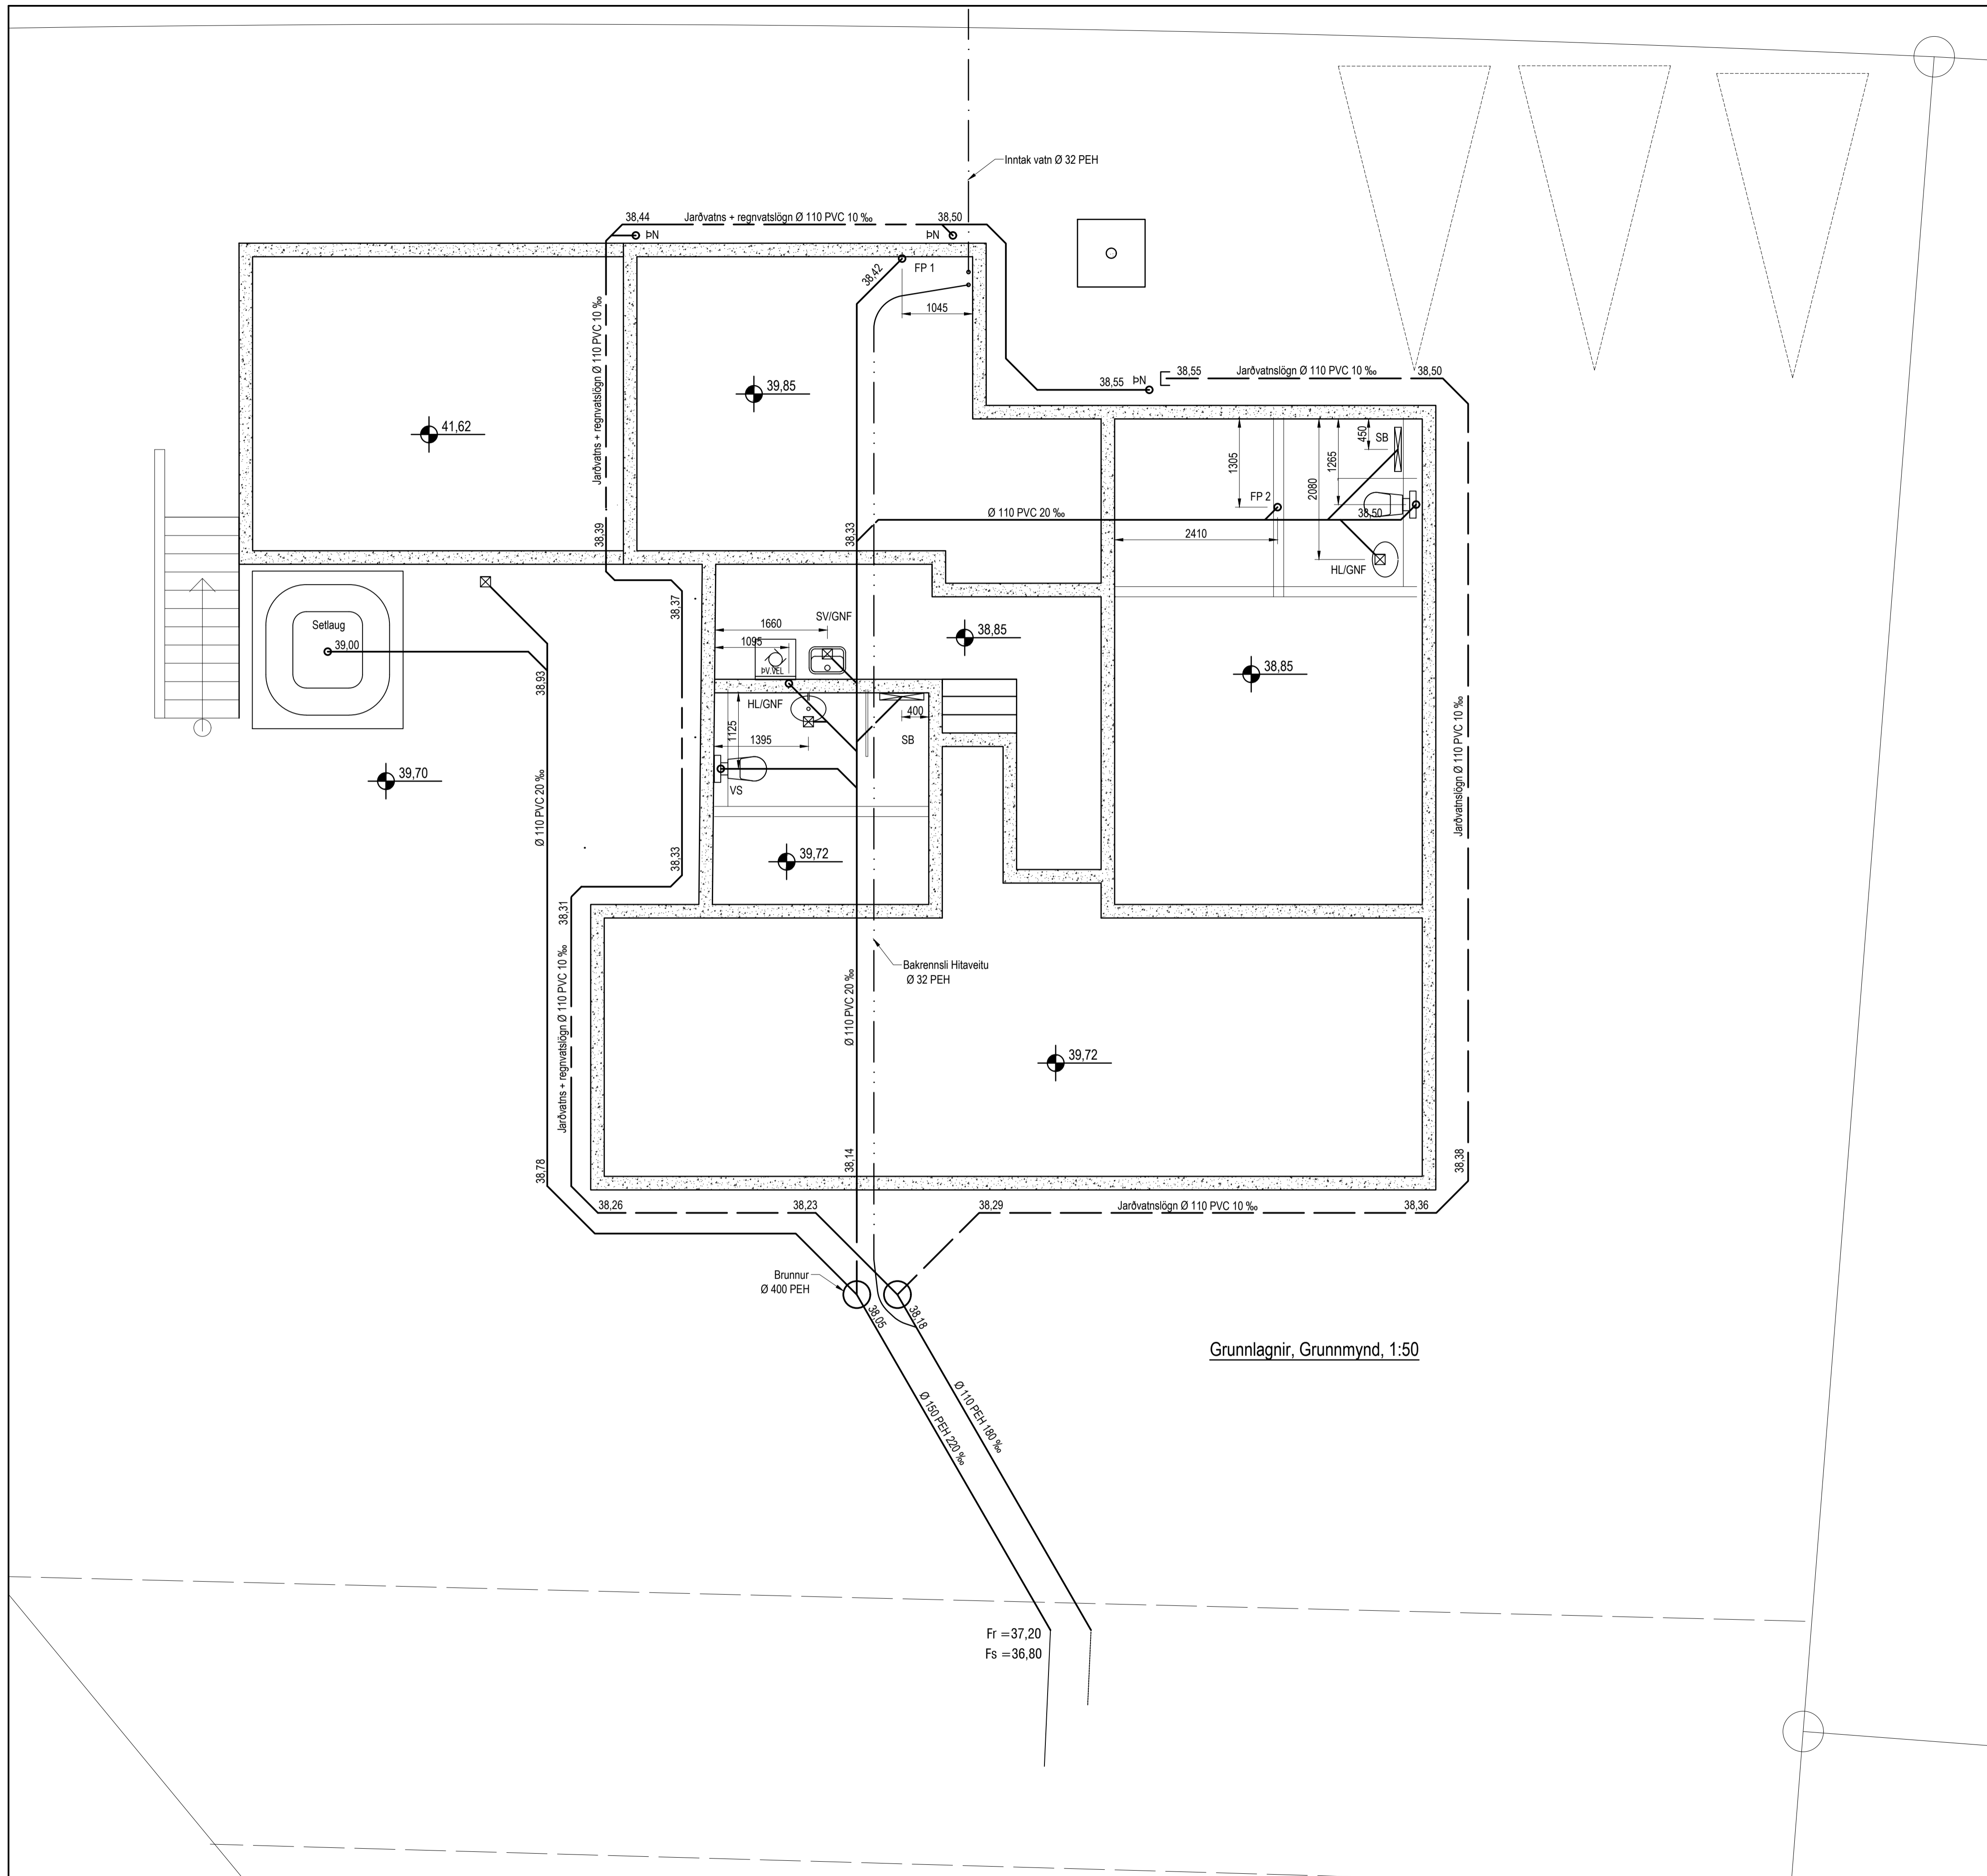 Inntak vatn Ø 32 PEH
38,44
Jarðvatns + regnvatslögn Ø 110 PVC 10 ‰
38,50
ÞN
ÞN
FP 1
38,42
1045
Jarðvatns + regnvatslögn Ø 110 PVC 10 ‰
39,85
41,62
38,55
ÞN
38,55
Jarðvatnslögn Ø 110 PVC 10 ‰
38,50
450
SB
1265
1305
2080
FP 2
38,50
Ø 110 PVC 20 ‰
2410
HL/GNF
38,39
38,33
38,37
Setlaug
39,00
38,93
SV/GNF
1660
1095
ÞV.VEL
38,85
38,85
HL/GNF
1125
400
1395
SB
VS
39,70
Ø 110 PVC 20 ‰
Jarðvatnslögn Ø 110 PVC 10 ‰
38,33
39,72
38,31
Jarðvatns + regnvatslögn Ø 110 PVC 10 ‰
Bakrennsli Hitaveitu
Ø 32 PEH
Ø 110 PVC 20 ‰
39,72
38,78
38,14
38,38
38,26
38,23
38,29
Jarðvatnslögn Ø 110 PVC 10 ‰
38,36
Brunnur
Ø 400 PEH
38,05
38,18
Grunnlagnir, Grunnmynd, 1:50
Ø 150 PEH 220 ‰
Ø 110 PEH 180 ‰
Fr =37,20
Fs =36,80